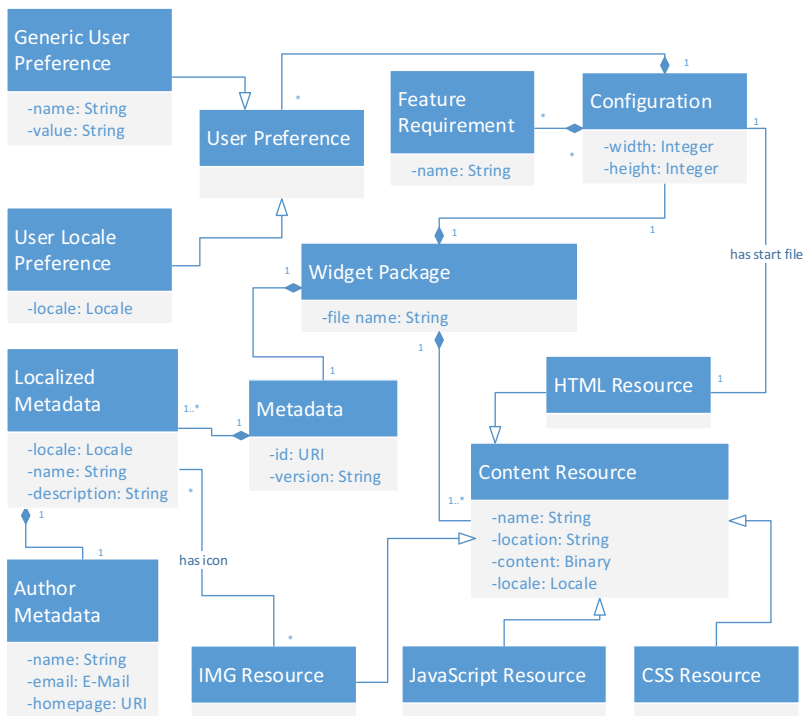 Generic User
Preference
-name: String
-value: String
*
User Preference
1
Feature
Requirement
-name: String
*
*
Configuration
-width: Integer
-height: Integer
1
1
has start file
User Locale
Preference
-locale: Locale
1
1
Widget Package
-file name: String
1
1
HTML Resource
1
Localized
Metadata
-locale: Locale
-name: String
-description: String
1..*
1
Metadata
-id: URI
-version: String
*
1
1
has icon
Author
Metadata
-name: String
-email: E-Mail
-homepage: URI
Content Resource
1..*
-name: String
-location: String
-content: Binary
-locale: Locale
*
IMG Resource
JavaScript Resource
CSS Resource